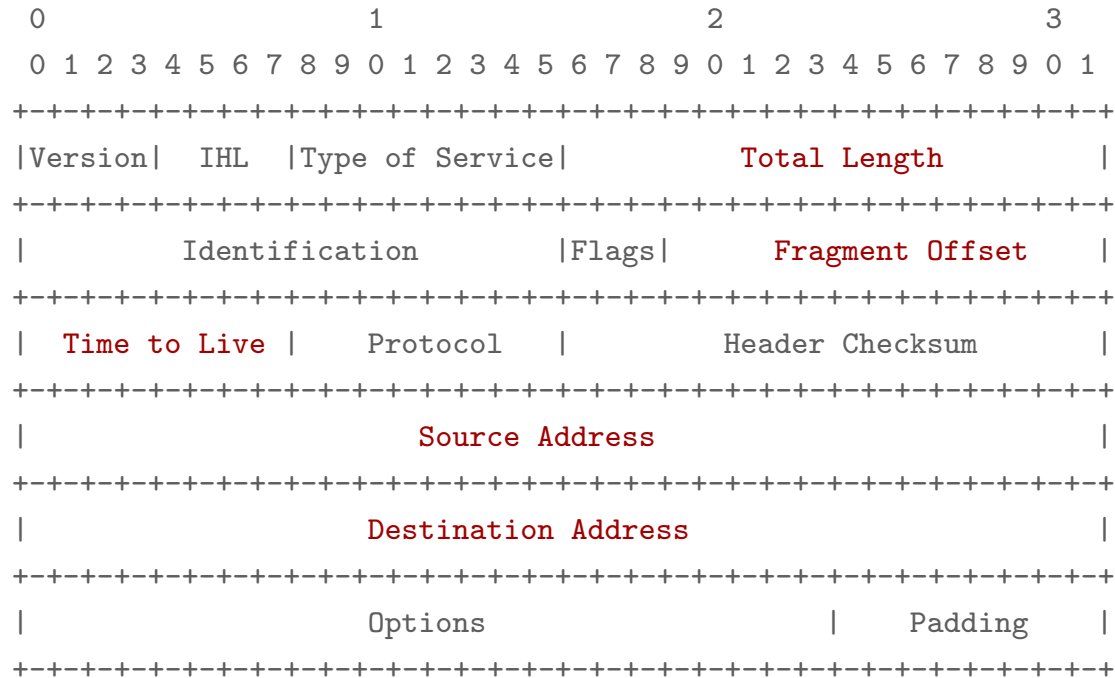 0                   1                   2                   3
 0 1 2 3 4 5 6 7 8 9 0 1 2 3 4 5 6 7 8 9 0 1 2 3 4 5 6 7 8 9 0 1
+-+-+-+-+-+-+-+-+-+-+-+-+-+-+-+-+-+-+-+-+-+-+-+-+-+-+-+-+-+-+-+-+
|Version|  IHL  |Type of Service|          Total Length         |
+-+-+-+-+-+-+-+-+-+-+-+-+-+-+-+-+-+-+-+-+-+-+-+-+-+-+-+-+-+-+-+-+
|         Identification        |Flags|      Fragment Offset    |
+-+-+-+-+-+-+-+-+-+-+-+-+-+-+-+-+-+-+-+-+-+-+-+-+-+-+-+-+-+-+-+-+
|  Time to Live |    Protocol   |         Header Checksum       |
+-+-+-+-+-+-+-+-+-+-+-+-+-+-+-+-+-+-+-+-+-+-+-+-+-+-+-+-+-+-+-+-+
|                       Source Address                          |
+-+-+-+-+-+-+-+-+-+-+-+-+-+-+-+-+-+-+-+-+-+-+-+-+-+-+-+-+-+-+-+-+
|                    Destination Address                        |
+-+-+-+-+-+-+-+-+-+-+-+-+-+-+-+-+-+-+-+-+-+-+-+-+-+-+-+-+-+-+-+-+
|                    Options                    |    Padding    |
+-+-+-+-+-+-+-+-+-+-+-+-+-+-+-+-+-+-+-+-+-+-+-+-+-+-+-+-+-+-+-+-+